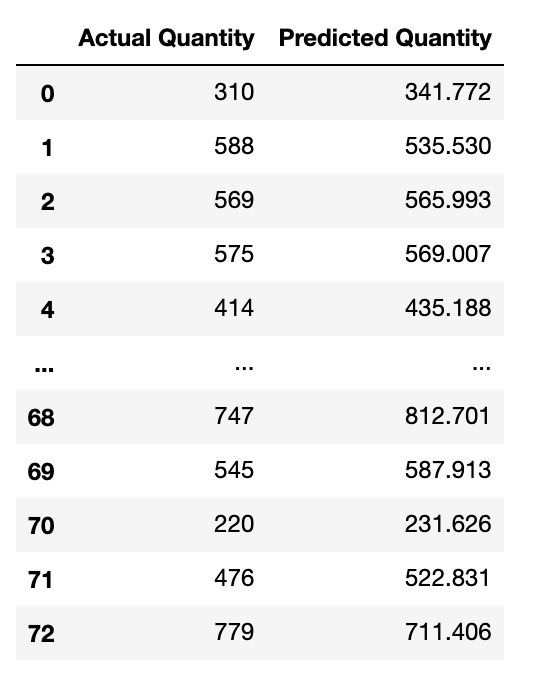 Actual Quantity Predicted Quantity
0 310 341.772
1 588 535.530
2 569 565.993
3 575 569.007
4 414 435.188
... ... ...
68 747 812.701
69 545 587.913
70 220 231.626
71 476 522.831
72 779 711.406